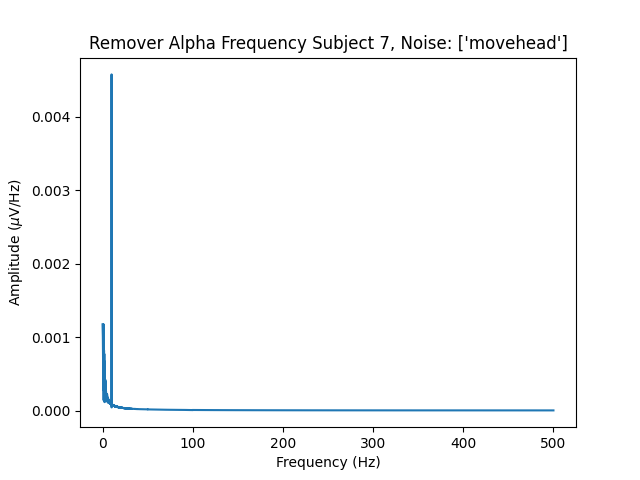 Remover Alpha Frequency Subject 7, Noise: ['movehead']
Amplitude (μV/Hz)
0.004
0.003
0.002
0.001
0.000
0 100 200 300 400 500
Frequency (Hz)